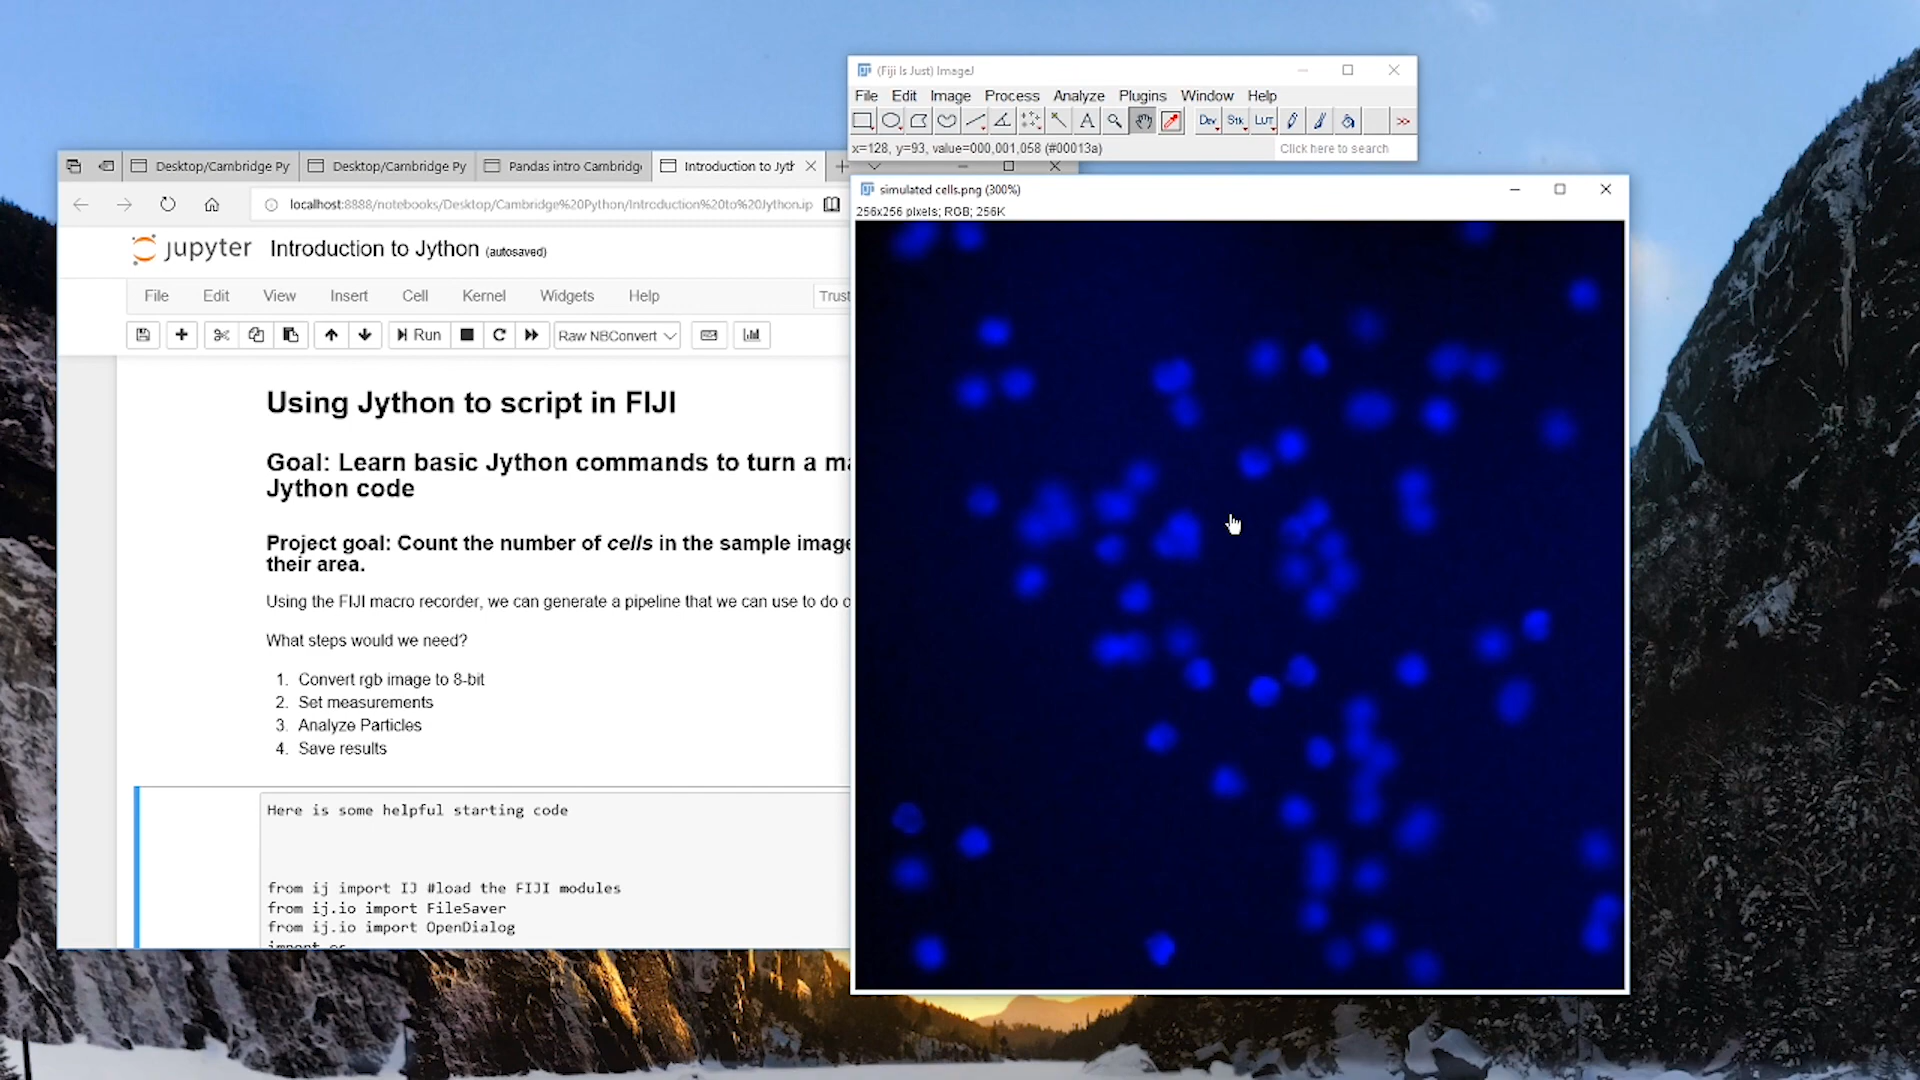 (Fiji Is Just) ImageJ
File Edit Image Process Analyze Plugins Window Help
Dev Stk LUT
x=128, y=93, value=000,001,058 (#00013a)
Click here to search
Desktop/Cambridge Py
Desktop/Cambridge Py
Pandas intro Cambridg
Introduction to Jyth
localhost:8888/notebooks/Desktop/Cambridge%20Python/Introduction%20to%20Jython.ip
jupyter Introduction to Jython (autosaved)
File Edit View Insert Cell Kernel Widgets Help Trust
Run Raw NBConvert
Using Jython to script in FIJI
Goal: Learn basic Jython commands to turn a ma
Jython code
Project goal: Count the number of cells in the sample image
their area.
Using the FIJI macro recorder, we can generate a pipeline that we can use to do o
What steps would we need?
1. Convert rgb image to 8-bit
2. Set measurements
3. Analyze Particles
4. Save results
Here is some helpful starting code
from ij import IJ #load the FIJI modules
from ij.io import FileSaver
from ij.io import OpenDialog
import os
simulated cells.png (300%)
256x256 pixels; RGB; 256K